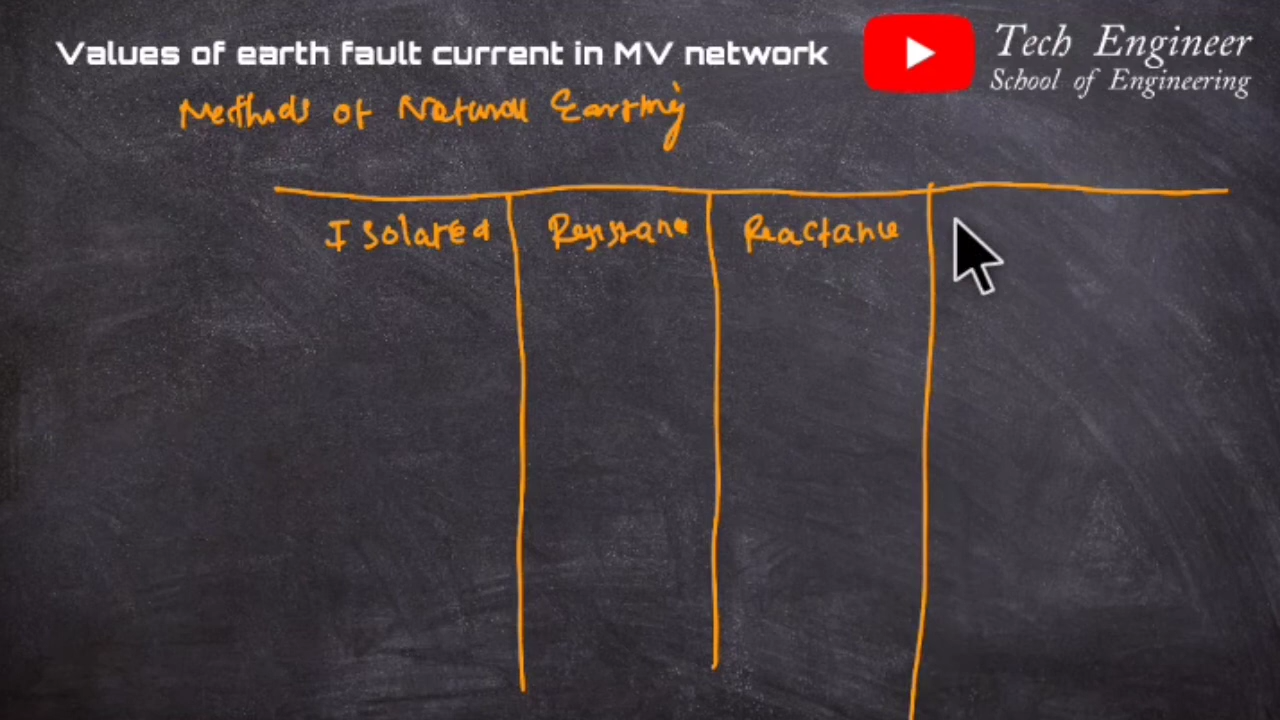 Values of earth fault current in MV network
Tech Engineer
School of Engineering
Methods of Natural Earthing
Isolated Resistance Reactance